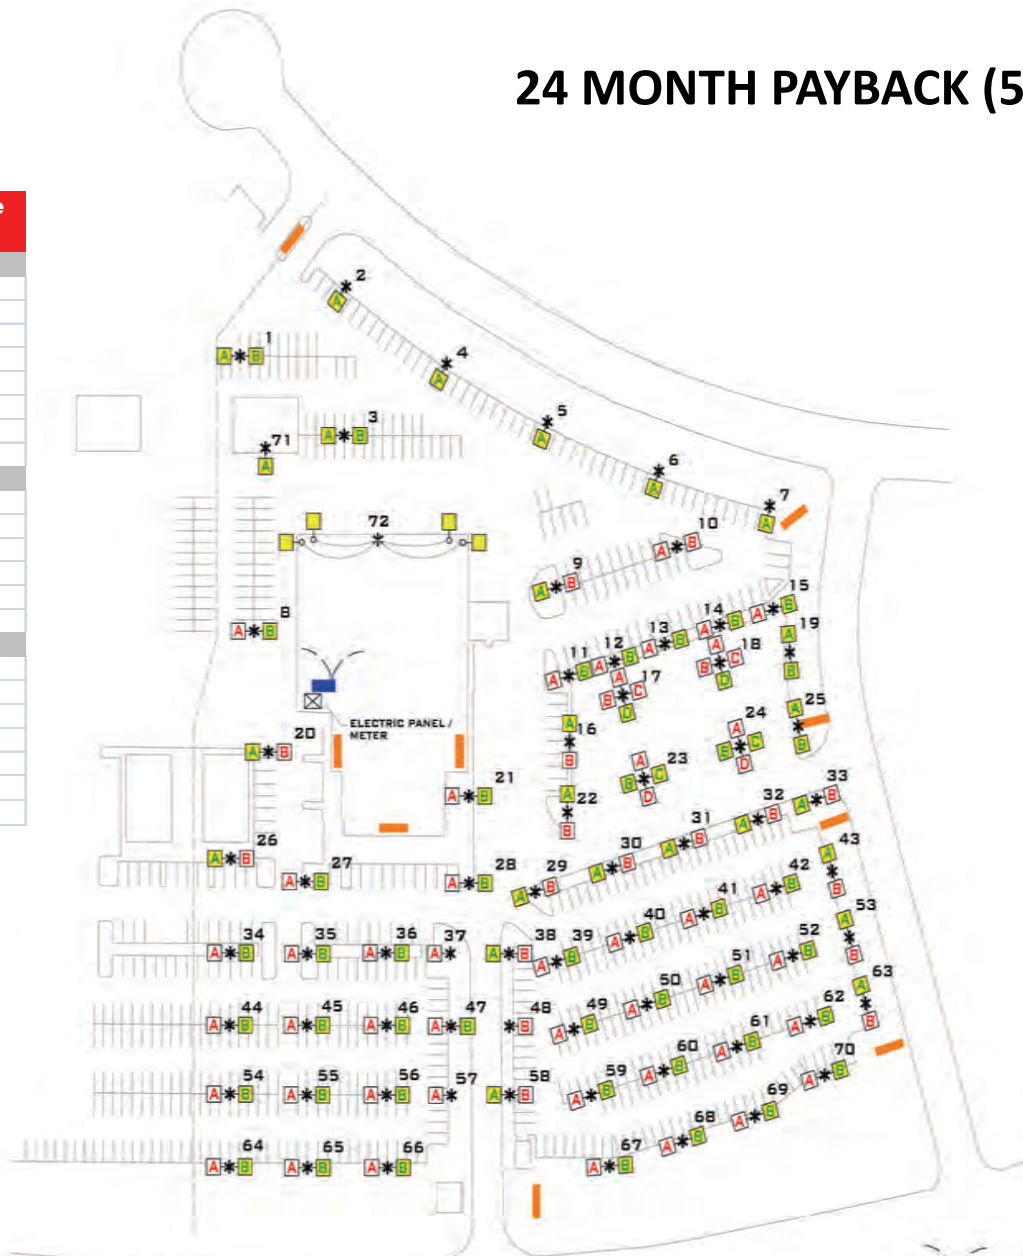 24 MONTH PAYBACK (5
e
2
1
A B
A
4
A
5
A
3
A B
71
A
6
A
7
A
72
10
A B
9
A B
8
A B
15
A B
14
A B
13
A B
12
A B
11
A B
19
A
B
18
A
B C
D
17
A
B C
D
16
A
B
25
A
B
24
A
B C
D
23
A
B C
D
22
A
B
ELECTRIC PANEL /
METER
20
A B
21
A B
33
A B
32
A B
31
A B
30
A B
29
A B
28
A B
27
A B
26
A B
43
A
B
42
A B
41
A B
40
A B
39
A B
38
A B
37
A
36
A B
35
A B
34
A B
53
A
B
52
A B
51
A B
50
A B
49
A B
48
B
47
A B
46
A B
45
A B
44
A B
63
A
B
62
A B
61
A B
60
A B
59
A B
58
A B
57
A
56
A B
55
A B
54
A B
70
A B
69
A B
68
A B
67
A B
66
A B
65
A B
64
A B